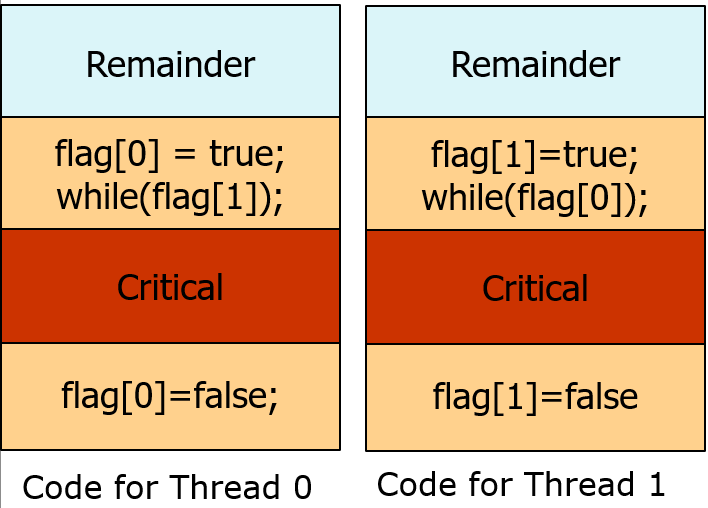 Remainder
flag[0] = true;
while(flag[1]);
Critical
flag[0]=false;
Code for Thread 0
Remainder
flag[1]=true;
while(flag[0]);
Critical
flag[1]=false
Code for Thread 1